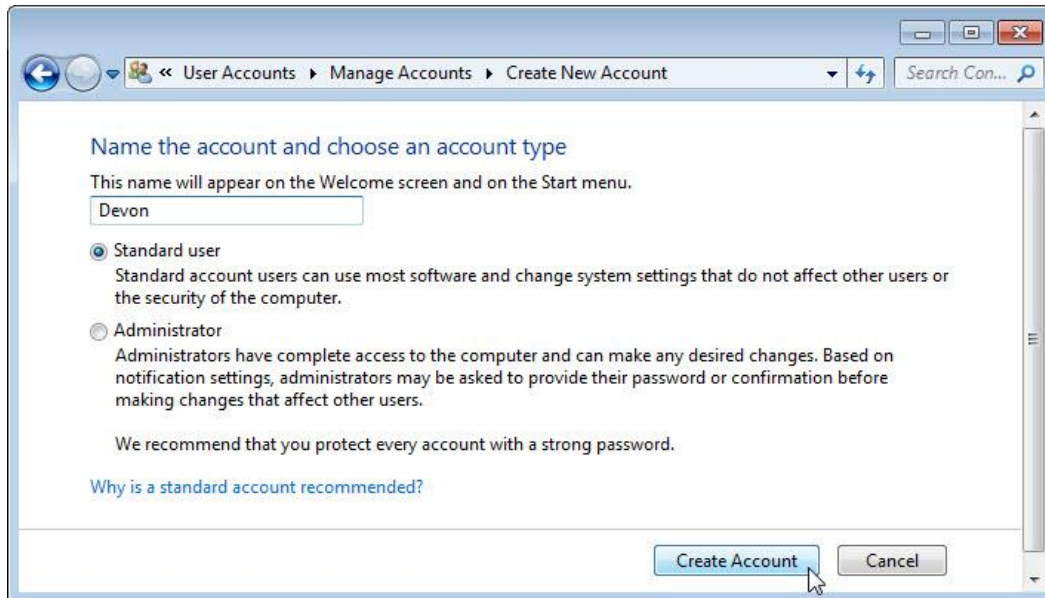 « User Accounts ▸ Manage Accounts ▸ Create New Account
Search Con...
Name the account and choose an account type
This name will appear on the Welcome screen and on the Start menu.
Devon
Standard user
Standard account users can use most software and change system settings that do not affect other users or
the security of the computer.
Administrator
Administrators have complete access to the computer and can make any desired changes. Based on
notification settings, administrators may be asked to provide their password or confirmation before
making changes that affect other users.
We recommend that you protect every account with a strong password.
Why is a standard account recommended?
Create Account
Cancel